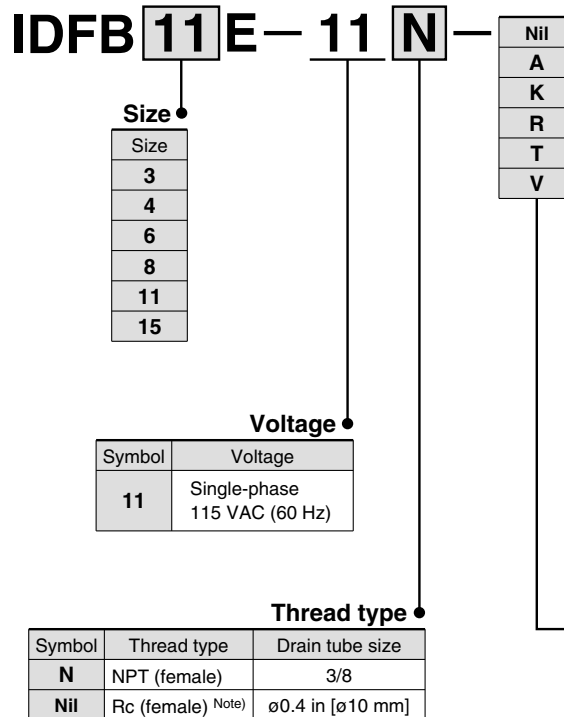 IDFB 11 E — 11 N —
Nil
A
K
R
T
V
Size
Size
3
4
6
8
11
15
Voltage
Symbol Voltage
11 Single-phase
115 VAC (60 Hz)
Thread type
Symbol Thread type Drain tube size
N NPT (female) 3/8
Nil Rc (female) Note) ø0.4 in [ø10 mm]